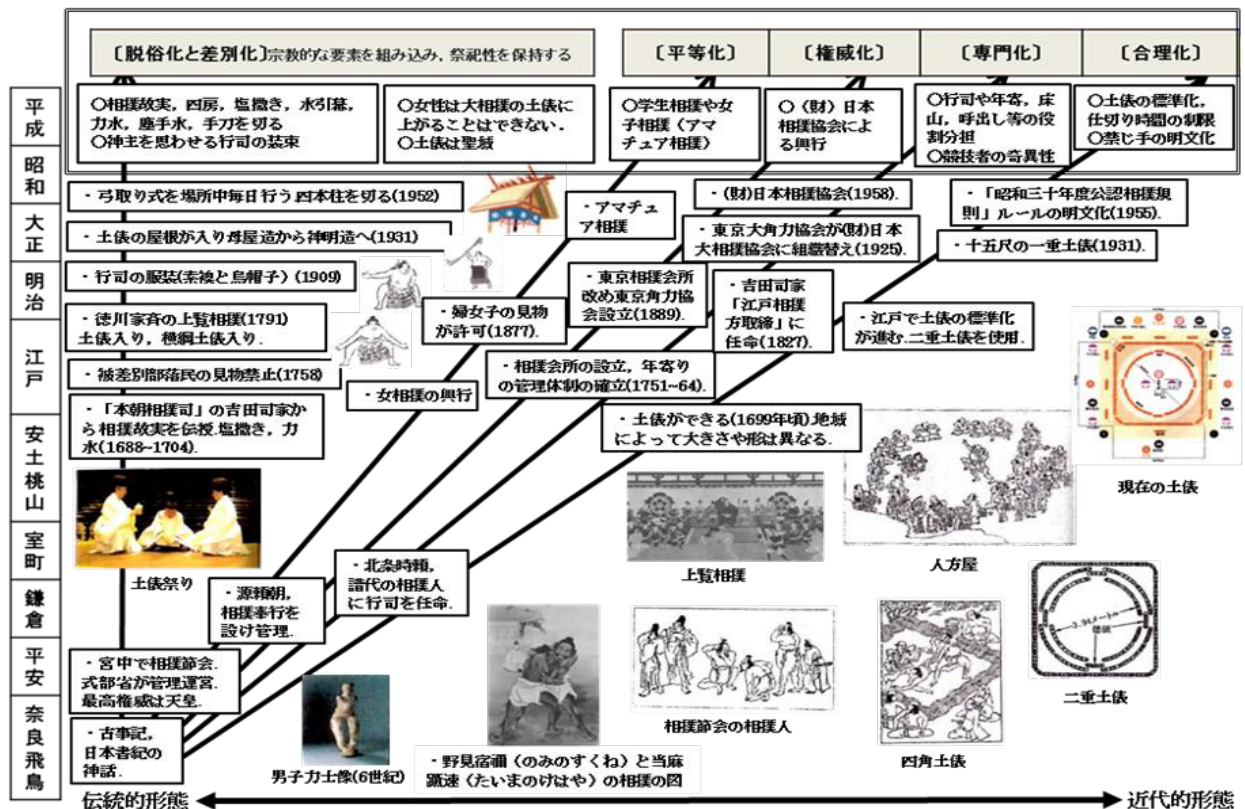 〔脱俗化と差別化〕宗教的な要素を組み込み，祭祀性を保持する
〔平等化〕
〔権威化〕
〔専門化〕
〔合理化〕
平成
昭和
大正
明治
江戸
安土桃山
室町
鎌倉
平安
奈良飛鳥
○相撲故実，四房，塩撒き，水引幕，
力水，塵手水，手刀を切る
○神主を思わせる行司の装束
○女性は大相撲の土俵に
上がることはできない．
○土俵は聖域
○学生相撲や女
子相撲（アマ
チュア相撲）
○（財）日本
相撲協会によ
る興行
○行司や年寄，床
山，呼出し等の役
割分担
○競技者の奇異性
○土俵の標準化，
仕切り時間の制限
○禁じ手の明文化
・弓取り式を場所中毎日行う 四本柱を切る(1952)
・土俵の屋根が入り母屋造から神明造へ(1931)
・行司の服装(素襖と烏帽子）(1909)
・徳川家斉の上覧相撲(1791)
土俵入り，横綱土俵入り．
・被差別部落民の見物禁止(1758)
・「本朝相撲司」の吉田司家か
ら相撲故実を伝授.塩撒き，力
水(1688~1704).
・アマチュ
ア相撲
・(財)日本相撲協会(1958).
・東京大角力協会が(財)日本
大相撲協会に組織替え(1925).
・「昭和三十年度公認相撲規
則」ルールの明文化(1955).
・十五尺の一重土俵(1931).
・婦女子の見物
が許可(1877).
・東京相撲会所
改め東京角力協
会設立(1889).
・吉田司家
「江戸相撲
方取締」に
任命(1827).
・江戸で土俵の標準化
が進む.二重土俵を使用.
・女相撲の興行
・相撲会所の設立，年寄り
の管理体制の確立(1751~64).
・土俵ができる(1699年頃)地域
によって大きさや形は異なる．
現在の土俵
土俵祭り
・源頼朝，
相撲奉行を
設け管理．
・北条時頼，
譜代の相撲人
に行司を任命．
上覧相撲
人方屋
・宮中で相撲節会．
式部省が管理運営．
最高権威は天皇．
・古事記，
日本書紀の
神話．
男子力士像(6世紀)
・野見宿禰（のみのすくね）と当麻
蹶速（たいまのけはや）の相撲の図
相撲節会の相撲人
四角土俵
3.94メートル
二重土俵
伝統的形態
近代的形態